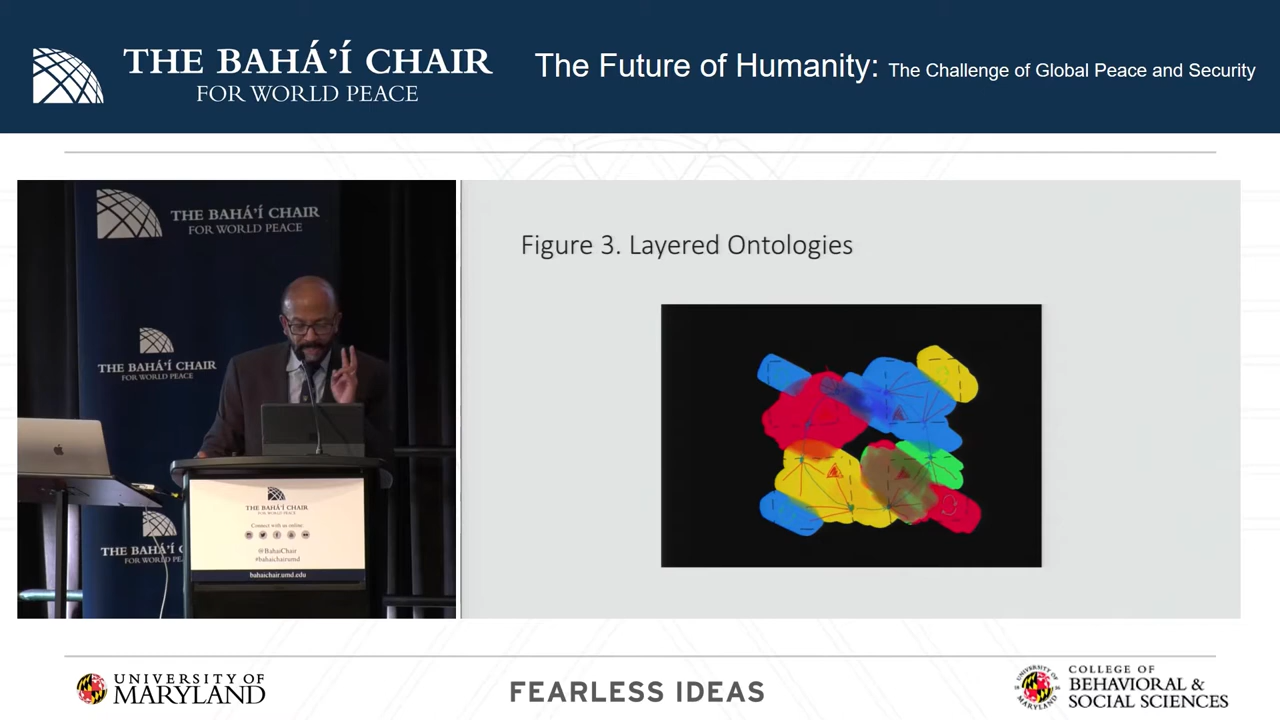 THE BAHÁ’Í CHAIR
FOR WORLD PEACE
The Future of Humanity: The Challenge of Global Peace and Security
THE BAHÁ’Í CHAIR
FOR WORLD PEACE
THE BAHÁ’Í CHAIR
FOR WORLD PEACE
THE BAHÁ’Í
FOR WORLD
THE BAHÁ’Í CHAIR
FOR WORLD PEACE
Connect with us online
@BahaiChair
#bahaichairumd
bahaichair.umd.edu
Figure 3. Layered Ontologies
UNIVERSITY OF
MARYLAND
FEARLESS IDEAS
COLLEGE OF
BEHAVIORAL &
SOCIAL SCIENCES